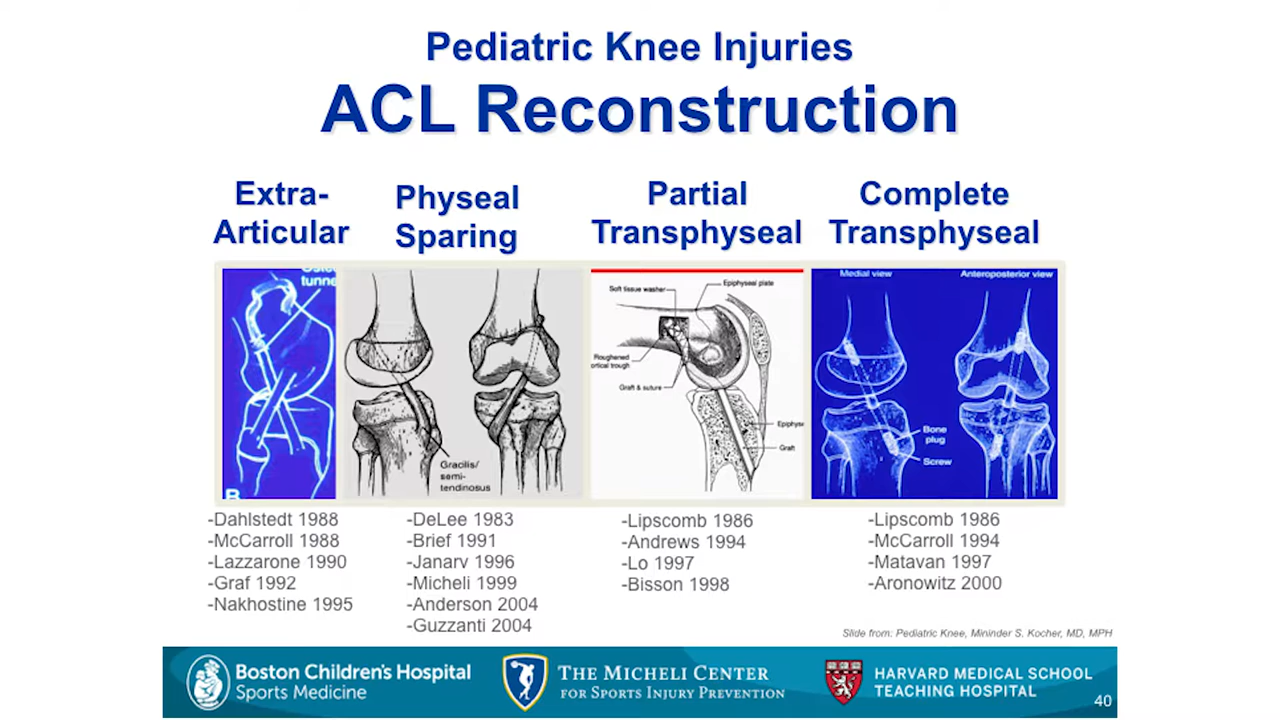 Pediatric Knee Injuries
ACL Reconstruction
Extra-
Articular
Physeal
Sparing
Partial
Transphyseal
Complete
Transphyseal
tunne
B
Gracilis/
semi-
tendinosus
Soft tissue washer
Epiphyseal plate
Roughened
cortical trough
Graft & suture
Epiphyse
Graft
Medial view
Anteroposterior view
Bone
plug
Screw
-Dahlstedt 1988
-McCarroll 1988
-Lazzarone 1990
-Graf 1992
-Nakhostine 1995
-DeLee 1983
-Brief 1991
-Janarv 1996
-Micheli 1999
-Anderson 2004
-Guzzanti 2004
-Lipscomb 1986
-Andrews 1994
-Lo 1997
-Bisson 1998
-Lipscomb 1986
-McCarroll 1994
-Matavan 1997
-Aronowitz 2000
Slide from: Pediatric Knee, Mininder S. Kocher, MD, MPH
Boston Children's Hospital
Sports Medicine
THE MICHELI CENTER
FOR SPORTS INJURY PREVENTION
HARVARD MEDICAL SCHOOL
TEACHING HOSPITAL
40